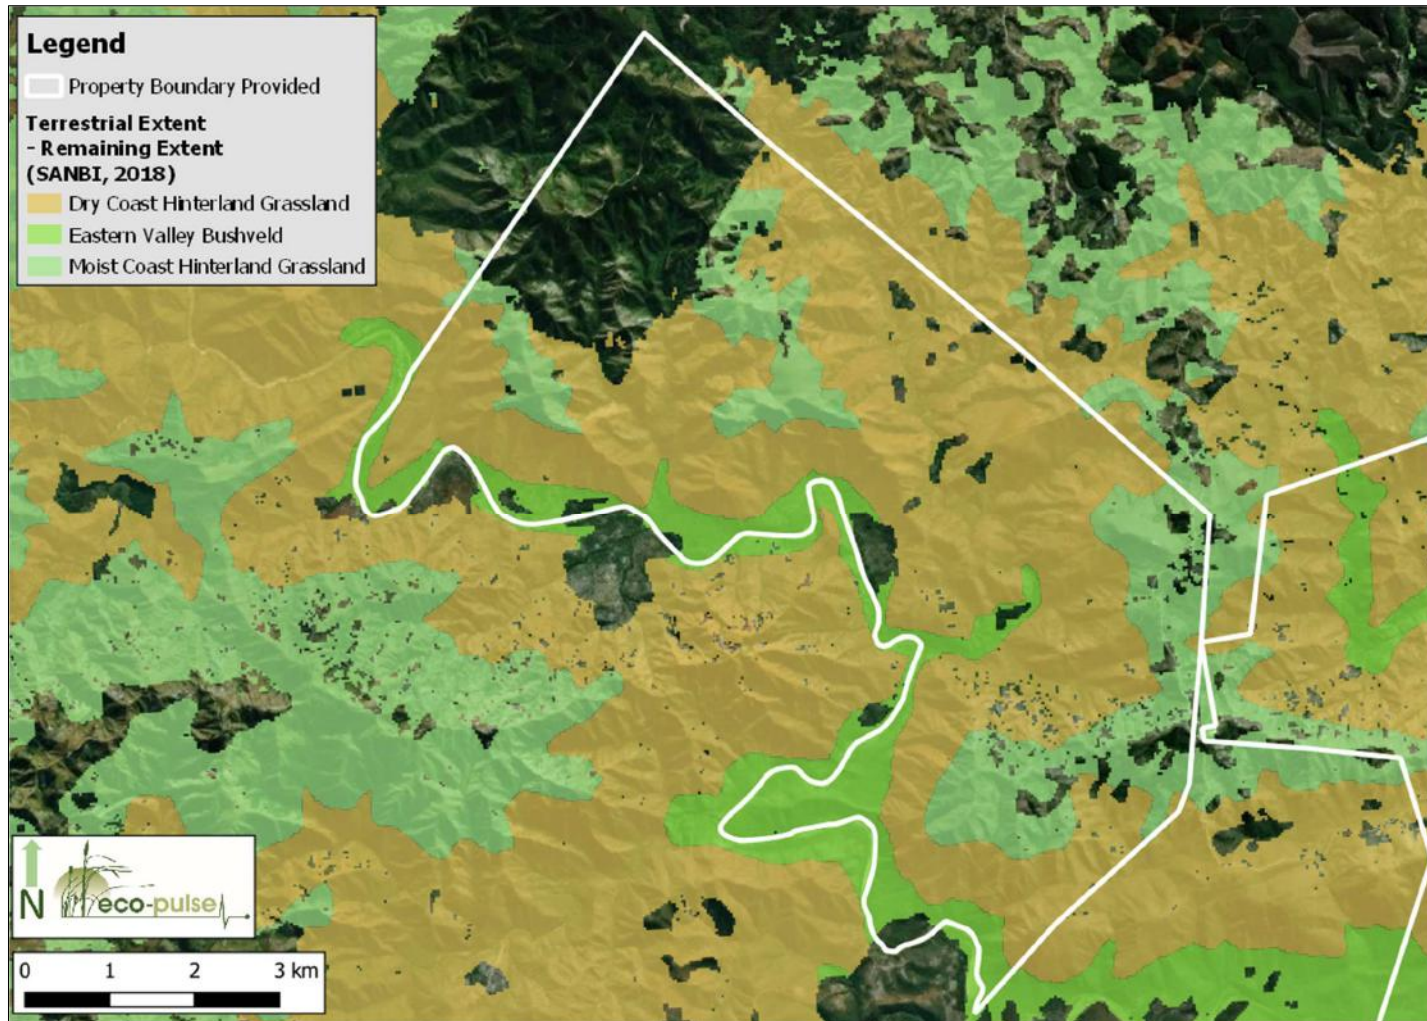 Legend
Property Boundary Provided
Terrestrial Extent
- Remaining Extent
(SANBI, 2018)
Dry Coast Hinterland Grassland
Eastern Valley Bushveld
Moist Coast Hinterland Grassland
N
eco-pulse
0 1 2 3 km